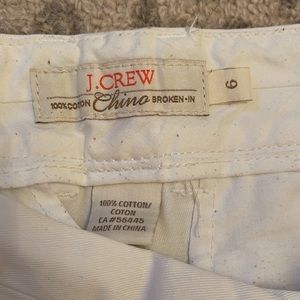 J.CREW
100% COTTON Chino BROKEN-IN
6
100% COTTON/
COTON
CA#56445
MADE IN CHINA